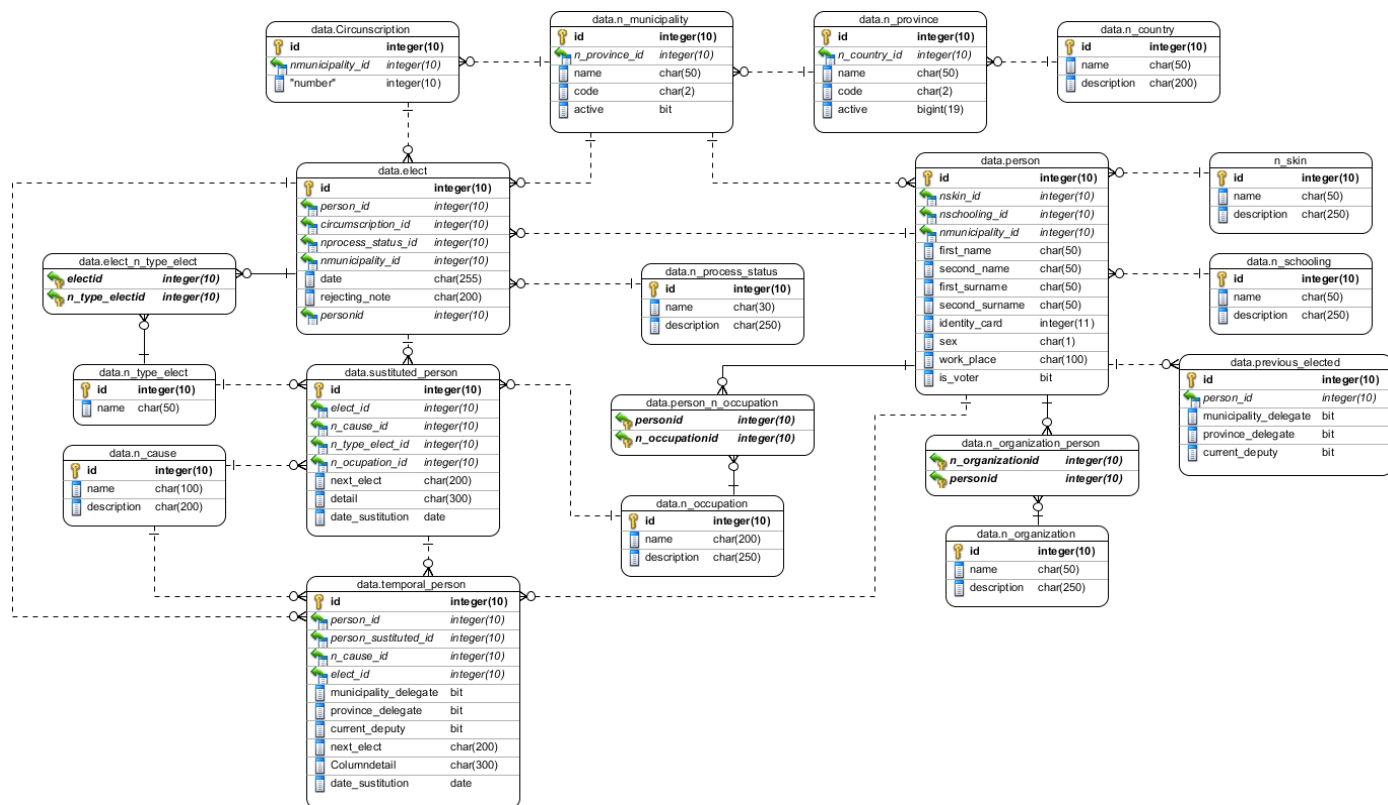 data.Circunscription
id integer(10)
nmunicipality_id integer(10)
"number" integer(10)
data.n_municipality
id integer(10)
n_province_id integer(10)
name char(50)
code char(2)
active bit
data.n_province
id integer(10)
n_country_id integer(10)
name char(50)
code char(2)
active bigint(19)
data.n_country
id integer(10)
name char(50)
description char(200)
data.elect
id integer(10)
person_id integer(10)
circumscription_id integer(10)
nprocess_status_id integer(10)
nmunicipality_id integer(10)
date char(255)
rejecting_note char(200)
personid integer(10)
data.person
id integer(10)
nskin_id integer(10)
nschooling_id integer(10)
nmunicipality_id integer(10)
first_name char(50)
second_name char(50)
first_surname char(50)
second_surname char(50)
identity_card integer(11)
sex char(1)
work_place char(100)
is_voter bit
n_skin
id integer(10)
name char(50)
description char(250)
data.elect_n_type_elect
electid integer(10)
n_type_electid integer(10)
data.n_process_status
id integer(10)
name char(30)
description char(250)
data.n_schooling
id integer(10)
name char(50)
description char(250)
data.n_type_elect
id integer(10)
name char(50)
data.sustituted_person
id integer(10)
elect_id integer(10)
n_cause_id integer(10)
n_type_elect_id integer(10)
n_ocupation_id integer(10)
next_elect char(200)
detail char(300)
date_sustitution date
data.person_n_occupation
personid integer(10)
n_occupationid integer(10)
data.previous_elected
id integer(10)
person_id integer(10)
municipality_delegate bit
province_delegate bit
current_deputy bit
data.n_cause
id integer(10)
name char(100)
description char(200)
data.n_organization_person
n_organizationid integer(10)
personid integer(10)
data.n_occupation
id integer(10)
name char(200)
description char(250)
data.n_organization
id integer(10)
name char(50)
description char(250)
data.temporal_person
id integer(10)
person_id integer(10)
person_sustituted_id integer(10)
n_cause_id integer(10)
elect_id integer(10)
municipality_delegate bit
province_delegate bit
current_deputy bit
next_elect char(200)
Columndetail char(300)
date_sustitution date